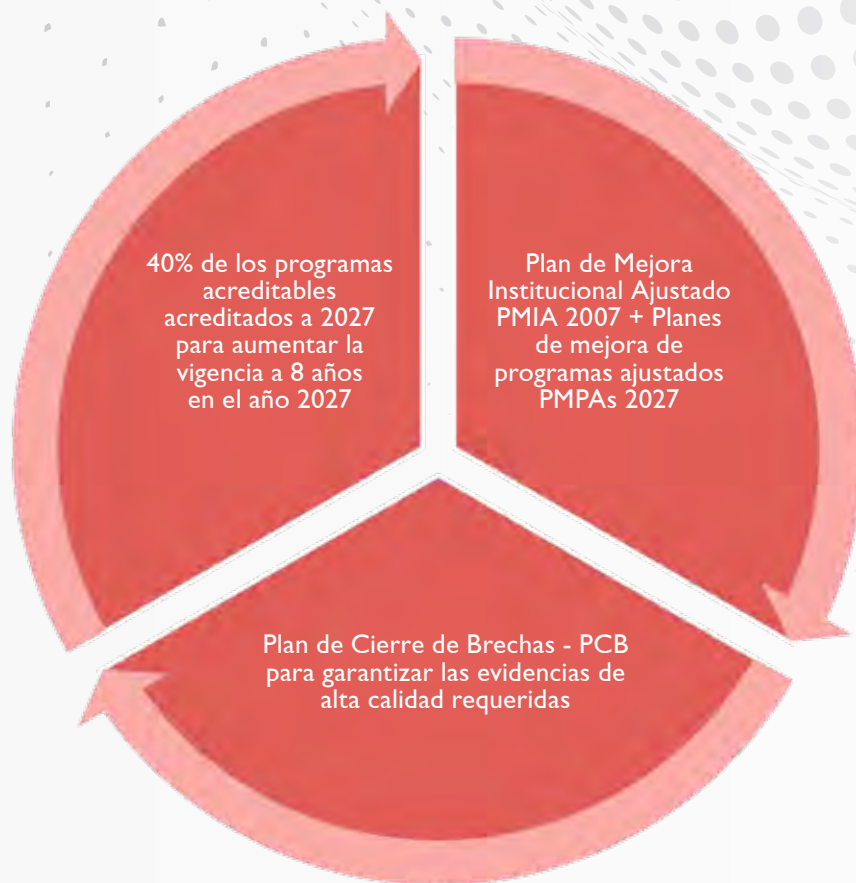 40% de los programas
acreditables
acreditados a 2027
para aumentar la
vigencia a 8 años
en el año 2027
Plan de Mejora
Institucional Ajustado
PMIA 2007 + Planes
de mejora de
programas ajustados
PMPAs 2027
Plan de Cierre de Brechas - PCB
para garantizar las evidencias de
alta calidad requeridas